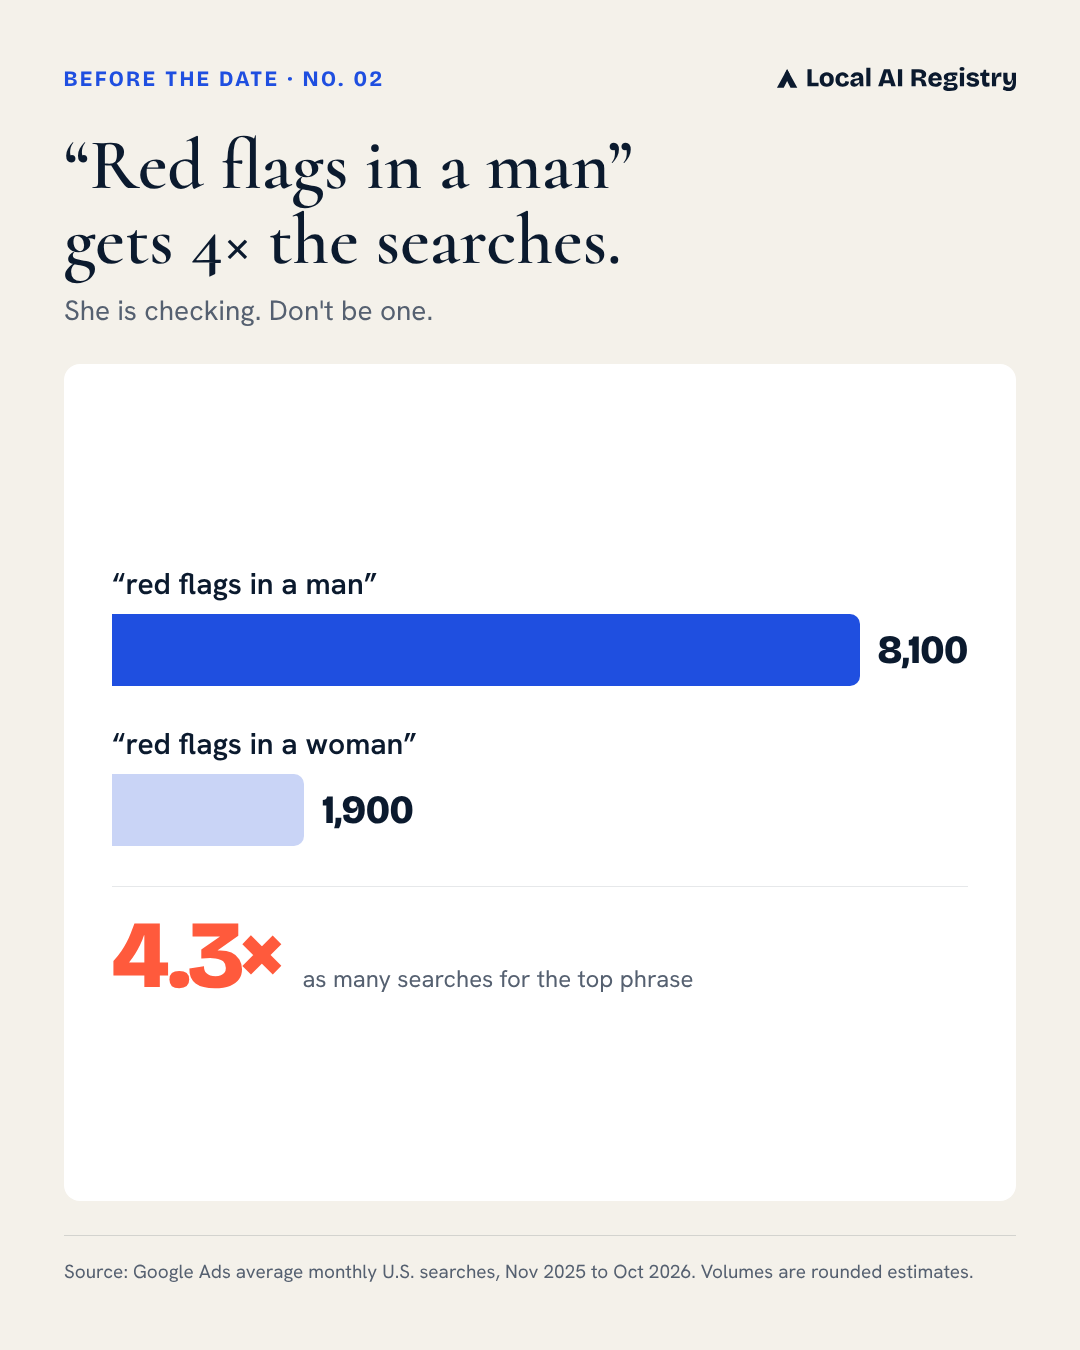 BEFORE THE DATE · NO. 02
Local AI Registry
“Red flags in a man”
gets 4× the searches.
She is checking. Don't be one.
“red flags in a man”
8,100
“red flags in a woman”
1,900
4.3× as many searches for the top phrase
Source: Google Ads average monthly U.S. searches, Nov 2025 to Oct 2026. Volumes are rounded estimates.